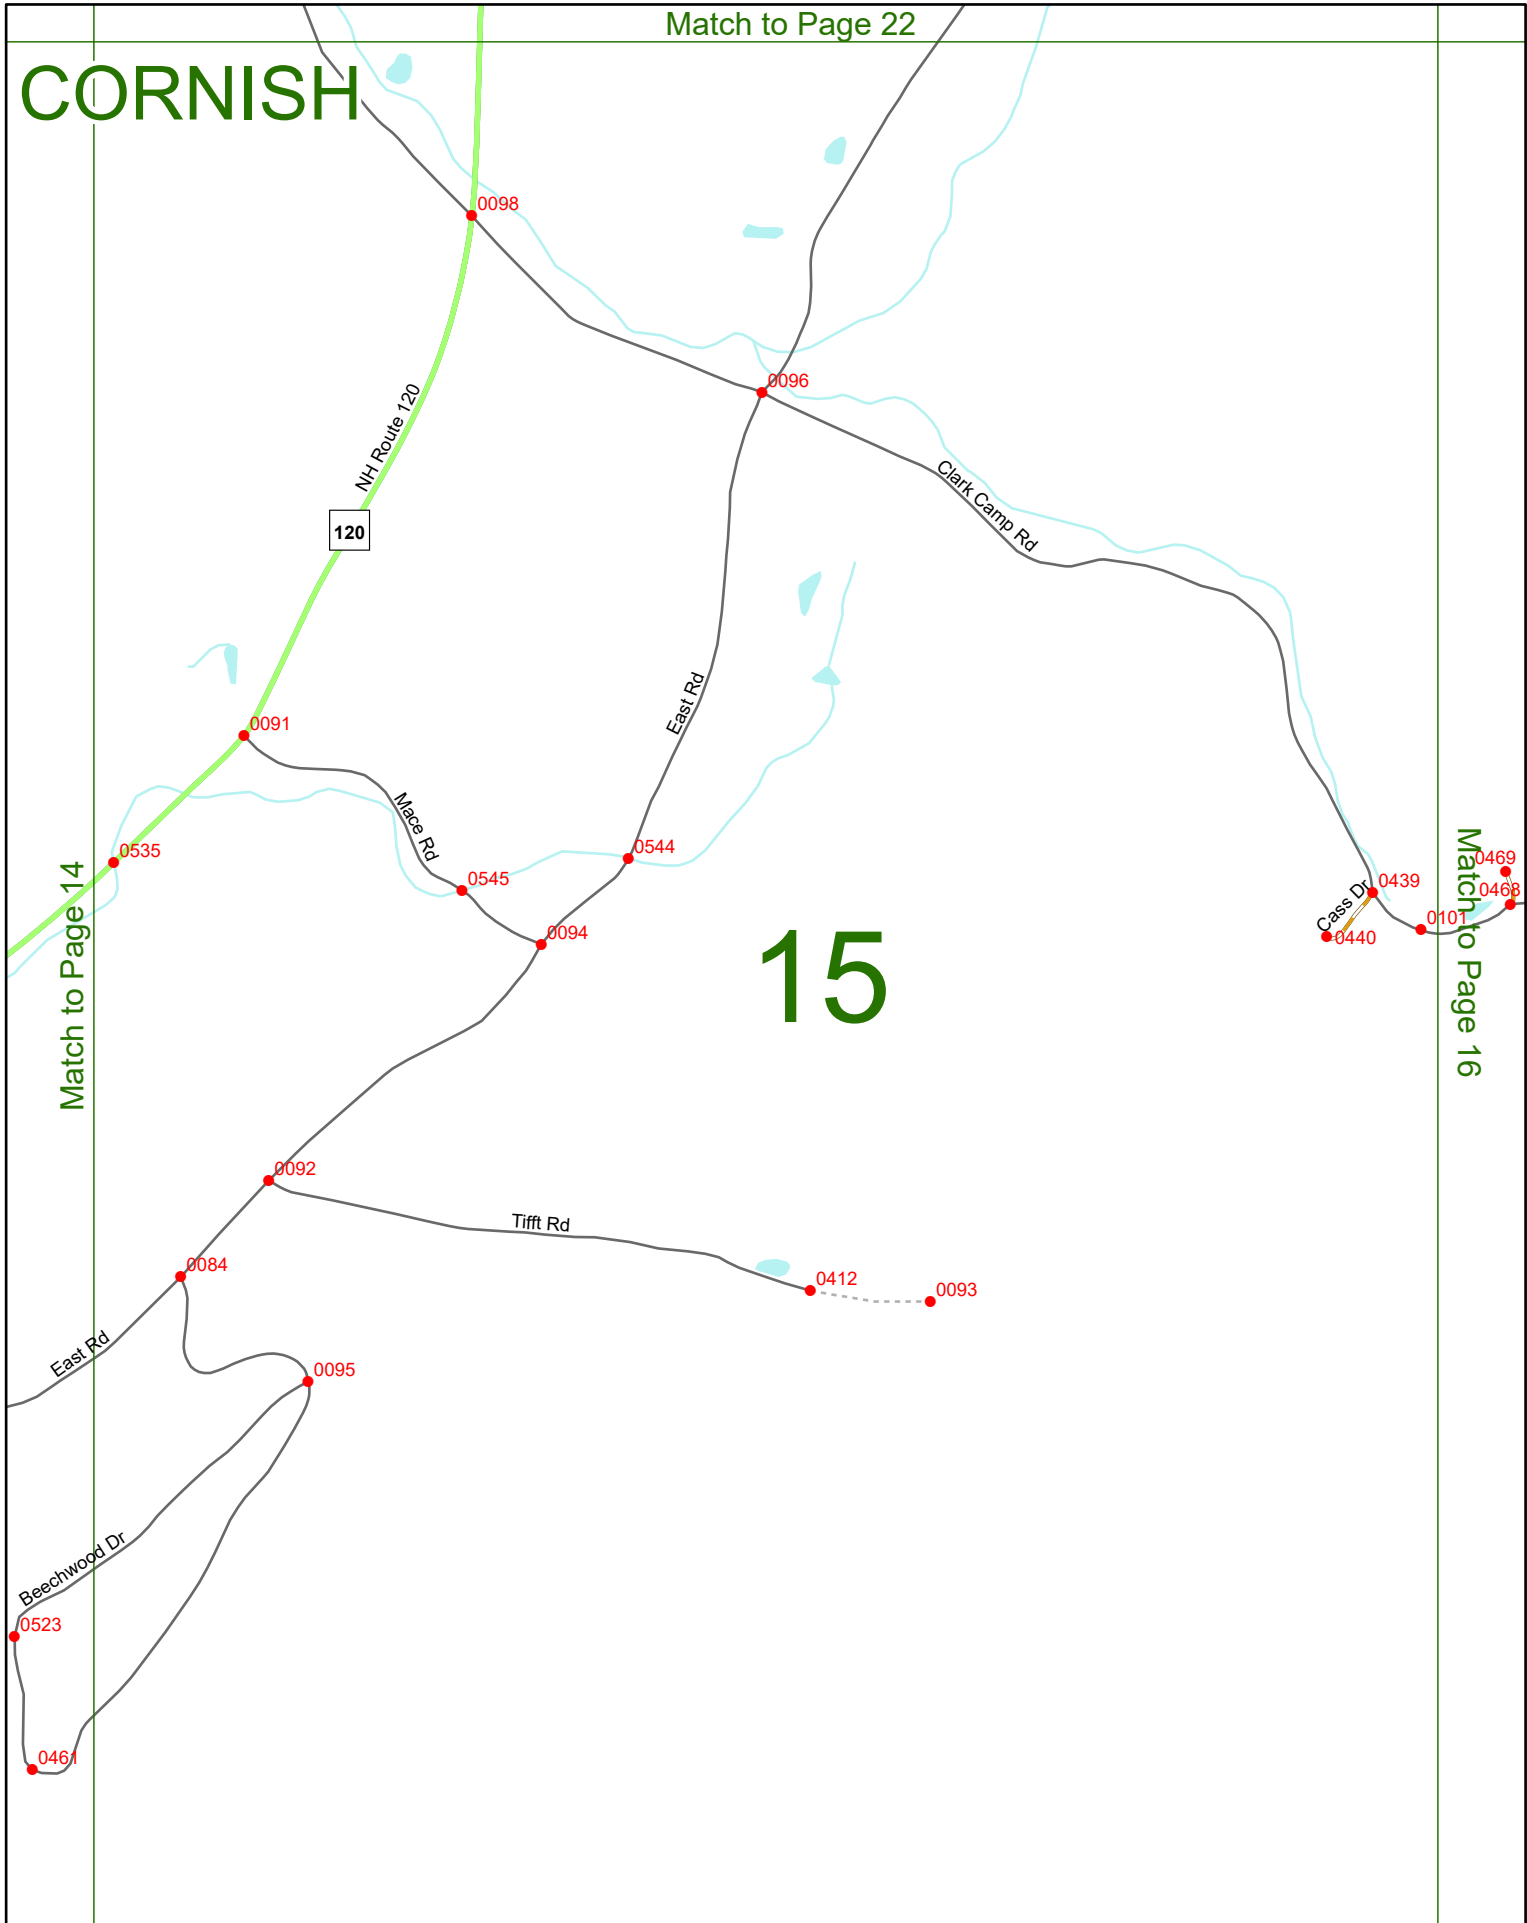 Match to Page 22
CORNISH
0098
0096
NH Route 120
120
Clark Camp Rd
East Rd
0091
Mace Rd
0535
0544
0545
0469
0439
0468
Cass Dr
0101
0440
0094
Match to Page 14
Match to Page 16
15
0092
Tifft Rd
0084
0412
0093
East Rd
0095
Beechwood Dr
0523
0461